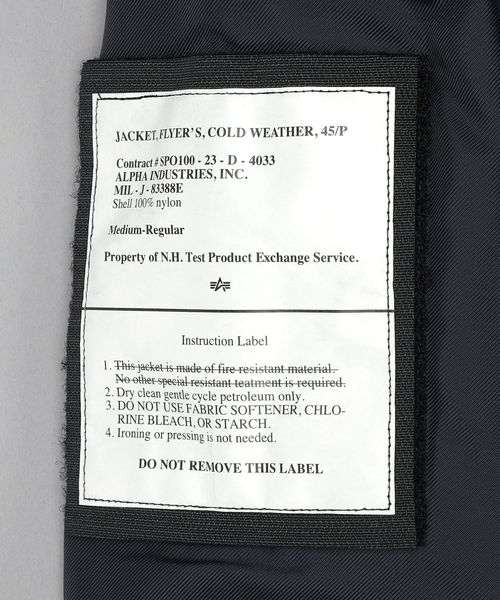 JACKET, FLYER'S, COLD WEATHER, 45/P
Contract # SPO100 - 23 - D - 4033
ALPHA INDUSTRIES, INC.
MIL - J - 83388E
Shell 100% nylon
Medium-Regular
Property of N.H. Test Product Exchange Service.
Instruction Label
1. This jacket is made of fire resistant material.
No other special resistant teatment is required.
2. Dry clean gentle cycle petroleum only.
3. DO NOT USE FABRIC SOFTENER, CHLO-
RINE BLEACH, OR STARCH.
4. Ironing or pressing is not needed.
DO NOT REMOVE THIS LABEL